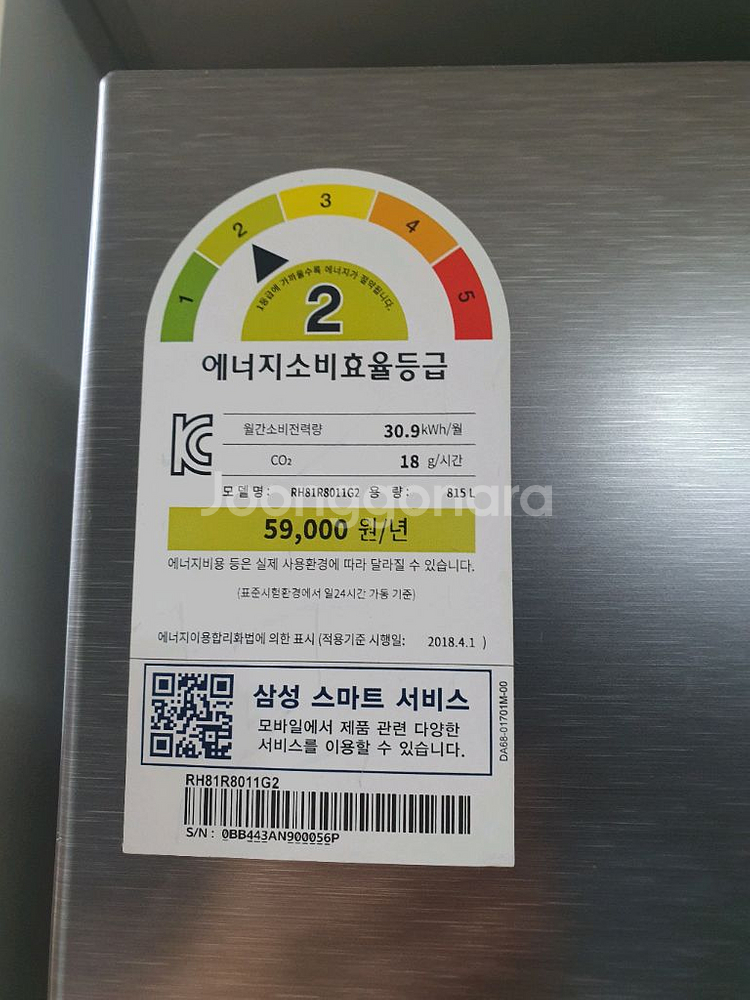 1 2 3 4 5
1등급에 가까울수록 에너지가 절약됩니다.
2
에너지소비효율등급
월간소비전력량 30.9kWh/월
CO₂ 18 g/시간
모 델 명 : RH81R8011G2 용 량 : 815 L
Joonggonara
59,000 원/년
에너지비용 등은 실제 사용환경에 따라 달라질 수 있습니다.
(표준시험환경에서 일24시간 가동 기준)
에너지이용합리화법에 의한 표시 (적용기준 시행일: 2018.4.1 )
삼성 스마트 서비스
모바일에서 제품 관련 다양한
서비스를 이용할 수 있습니다.
DA68-01701M-00
RH81R8011G2
S/N : 0BB443AN900056P